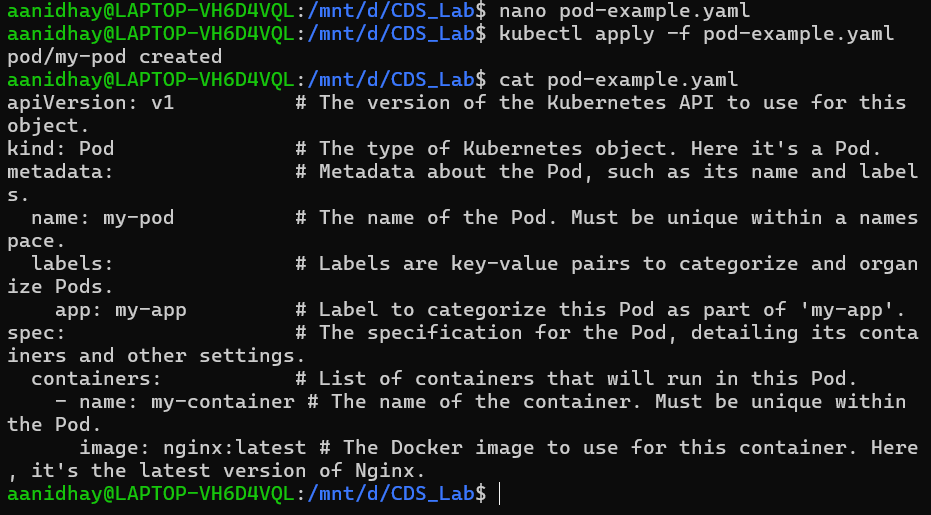 aanidhay@LAPTOP-VH6D4VQL:/mnt/d/CDS_Lab$ nano pod-example.yaml
aanidhay@LAPTOP-VH6D4VQL:/mnt/d/CDS_Lab$ kubectl apply -f pod-example.yaml
pod/my-pod created
aanidhay@LAPTOP-VH6D4VQL:/mnt/d/CDS_Lab$ cat pod-example.yaml
apiVersion: v1          # The version of the Kubernetes API to use for this
object.
kind: Pod               # The type of Kubernetes object. Here it's a Pod.
metadata:               # Metadata about the Pod, such as its name and label
s.
  name: my-pod          # The name of the Pod. Must be unique within a names
pace.
  labels:               # Labels are key-value pairs to categorize and organ
ize Pods.
    app: my-app         # Label to categorize this Pod as part of 'my-app'.
spec:                   # The specification for the Pod, detailing its conta
iners and other settings.
  containers:           # List of containers that will run in this Pod.
    - name: my-container # The name of the container. Must be unique within
the Pod.
      image: nginx:latest # The Docker image to use for this container. Here
, it's the latest version of Nginx.
aanidhay@LAPTOP-VH6D4VQL:/mnt/d/CDS_Lab$